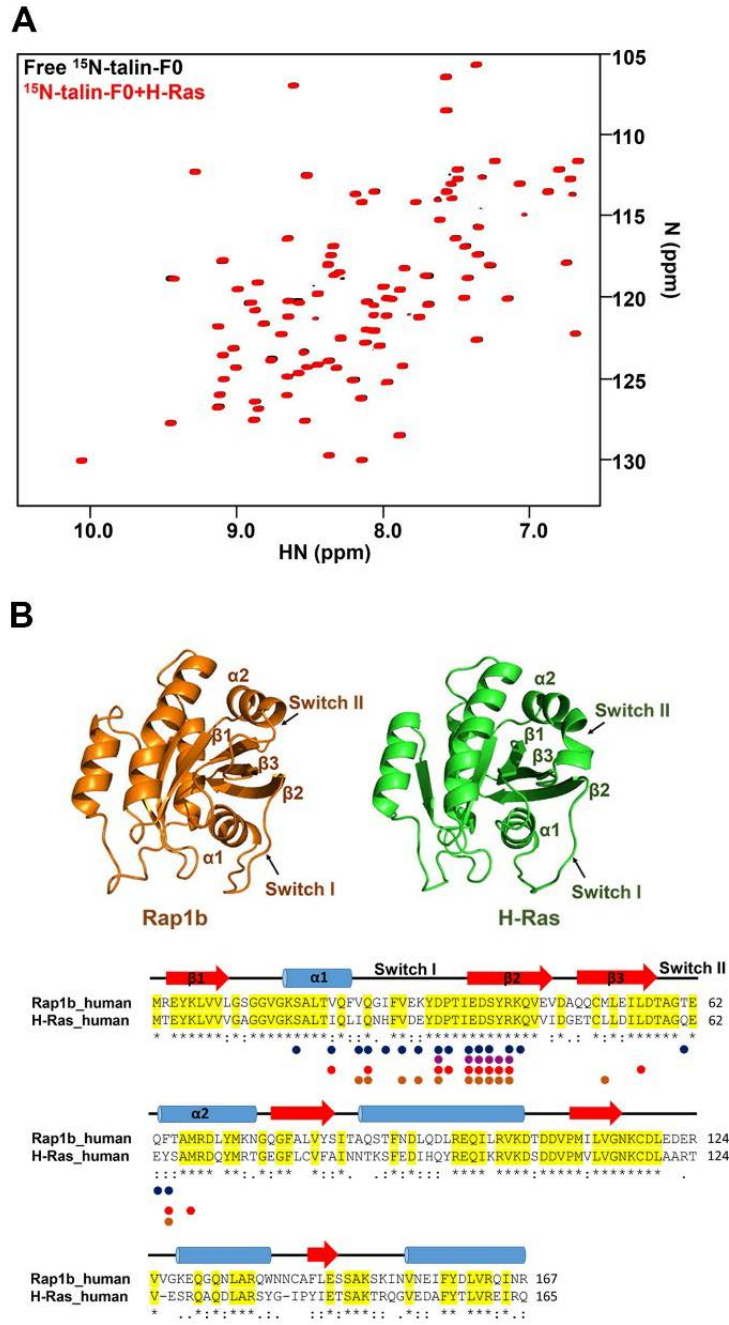 A
Free ¹⁵N-talin-F0
¹⁵N-talin-F0+H-Ras
105
110
115
120
125
130
N (ppm)
10.0 9.0 8.0 7.0
HN (ppm)
B
α2
Switch II
β1
β3
β2
α1
Switch I
Rap1b
α2
Switch II
β1
β3
β2
α1
Switch I
H-Ras
β1 α1 Switch I β2 β3 Switch II
Rap1b_human MREYKLVVLGSGGVGKSALTVQFVQGIFVEKYDPTIEDSYRKQVEVDAQQCMLEILDTAGTE 62
H-Ras_human MTEYKLVVVGAGGVGKSALTIQLIQNHFVDEYDPTIEDSYRKQVVIDGETCLLDILDTAGQE 62
α2
Rap1b_human QFTAMRDLYMKNGQGFALVYSITAQSTFNDLQDLREQILRVKDTDDVPMILVGNKCDLEDER 124
H-Ras_human EYSAMRDQYMRTGEGFLCVFAINNTKSFEDIHQYREQIKRVKDSDDVPMVLVGNKCDLAART 124
Rap1b_human VVGKEQGQNLARQWNNCAFLESSAKSKINVNEIFYDLVRQINR 167
H-Ras_human V-ESRQAQDLARSYG-IPYIETSAKTRQGVEDAFYTLVREIRQ 165